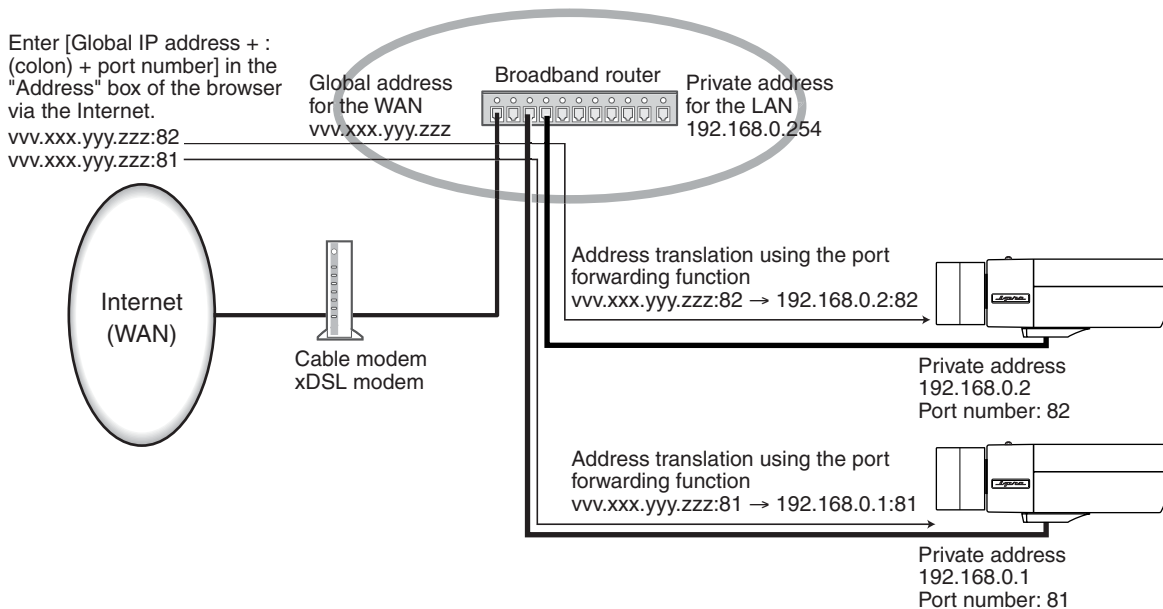 Enter [Global IP address + :
(colon) + port number] in the
"Address" box of the browser
via the Internet.
vvv.xxx.yyy.zzz:82
vvv.xxx.yyy.zzz:81
Global address
for the WAN
vvv.xxx.yyy.zzz
Broadband router
Private address
for the LAN
192.168.0.254
Internet
(WAN)
Cable modem
xDSL modem
Address translation using the port
forwarding function
vvv.xxx.yyy.zzz:82 → 192.168.0.2:82
Private address
192.168.0.2
Port number: 82
Address translation using the port
forwarding function
vvv.xxx.yyy.zzz:81 → 192.168.0.1:81
Private address
192.168.0.1
Port number: 81